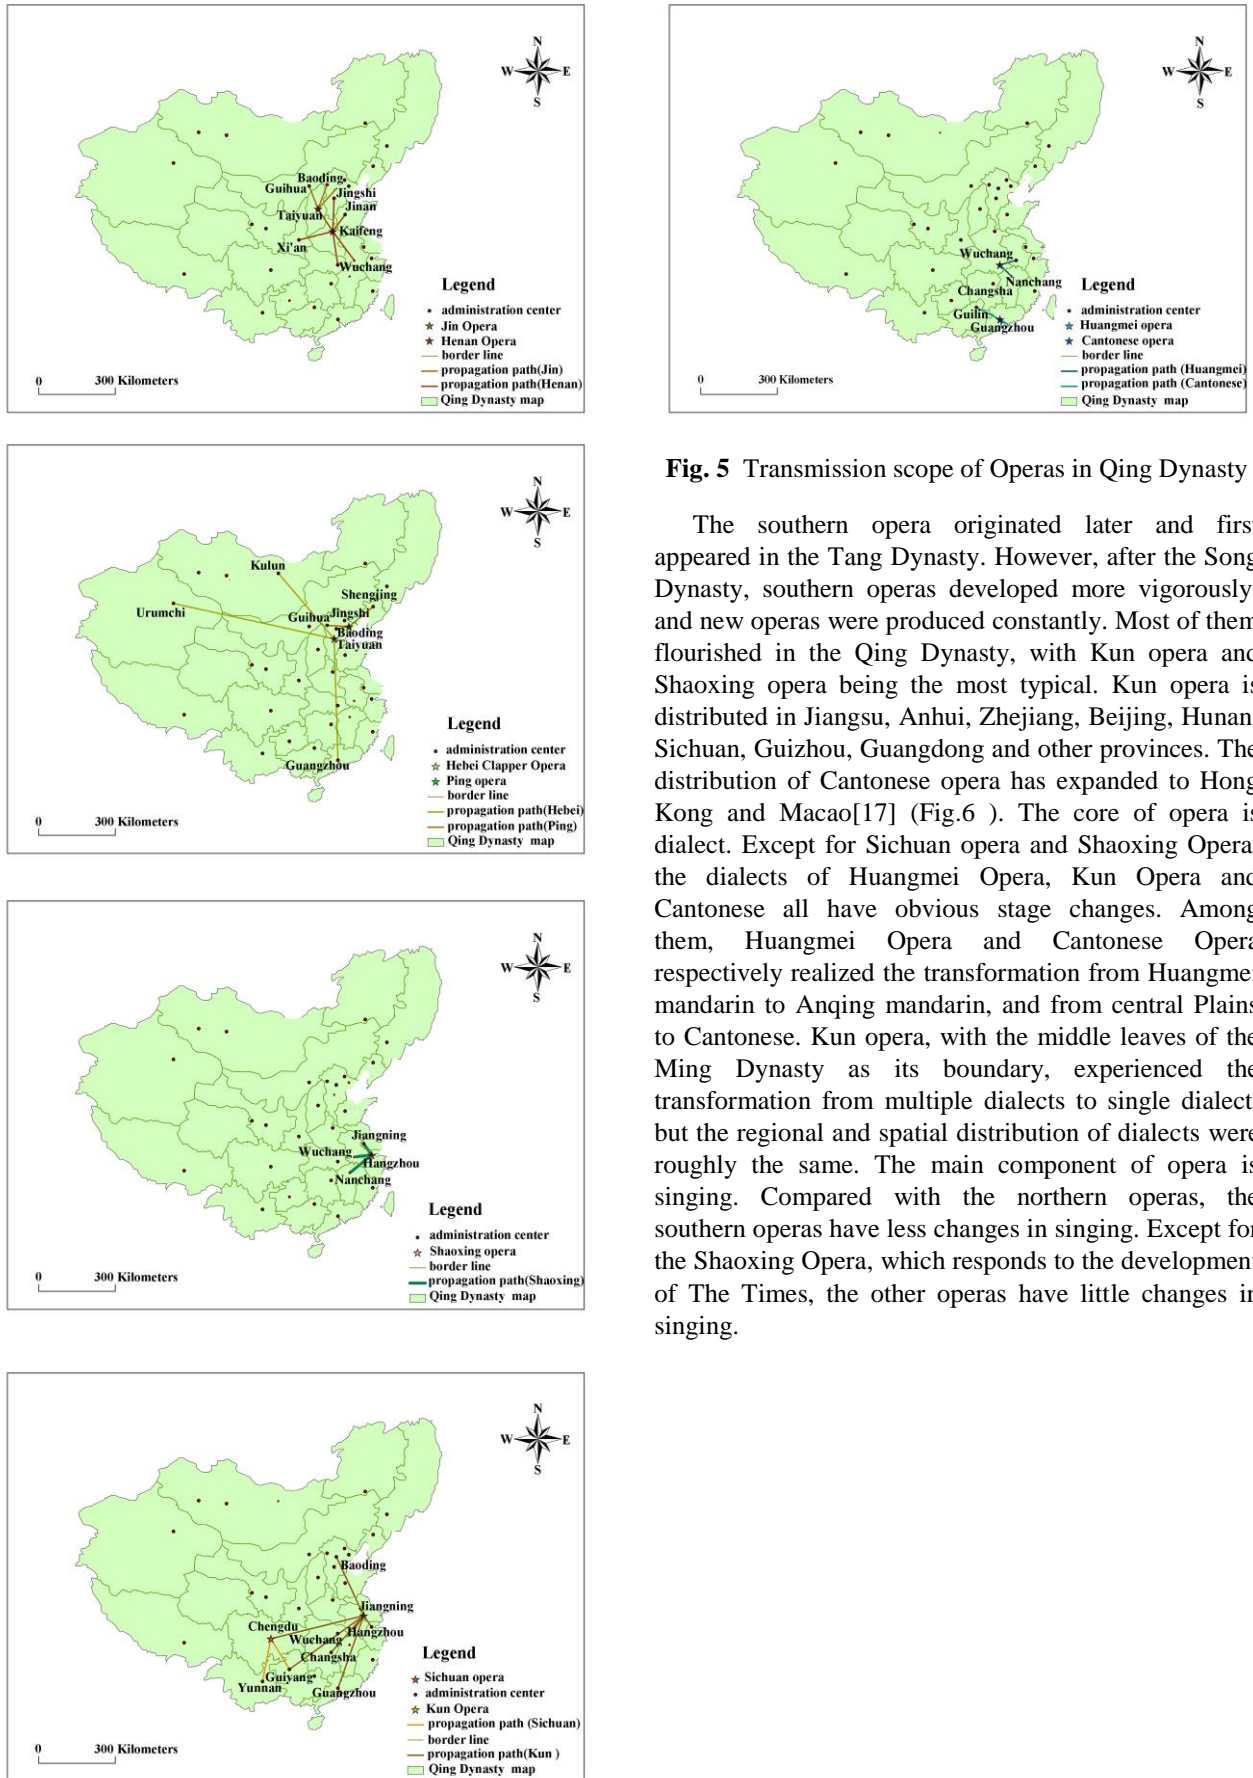 N
W E
S
Baoding
Guihua
Jingshi
Jinan
Taiyuan
Kaifeng
Xi'an
Wuchang
Legend
administration center
Jin Opera
Henan Opera
border line
propagation path(Jin)
propagation path(Henan)
Qing Dynasty map
0 300 Kilometers
N
W E
S
Kulun
Urumchi
Shengjing
Guihua Jingshi
Baoding
Taiyuan
Guangzhou
Legend
administration center
Hebei Clapper Opera
Ping opera
border line
propagation path(Hebei)
propagation path(Ping)
Qing Dynasty map
0 300 Kilometers
N
W E
S
Jiangning
Wuchang
Hangzhou
Nanchang
Legend
administration center
Shaoxing opera
border line
propagation path(Shaoxing)
Qing Dynasty map
0 300 Kilometers
N
W E
S
Baoding
Jiangning
Chengdu
Wuchang Hangzhou
Changsha
Guiyang
Yunnan
Guangzhou
Legend
Sichuan opera
administration center
Kun Opera
propagation path (Sichuan)
border line
propagation path(Kun )
Qing Dynasty map
0 300 Kilometers
N
W E
S
Wuchang
Nanchang
Changsha
Guilin
Guangzhou
Legend
administration center
Huangmei opera
Cantonese opera
border line
propagation path (Huangmei)
propagation path (Cantonese)
Qing Dynasty map
0 300 Kilometers
Fig. 5 Transmission scope of Operas in Qing Dynasty
The southern opera originated later and first
appeared in the Tang Dynasty. However, after the Song
Dynasty, southern operas developed more vigorously,
and new operas were produced constantly. Most of them
flourished in the Qing Dynasty, with Kun opera and
Shaoxing opera being the most typical. Kun opera is
distributed in Jiangsu, Anhui, Zhejiang, Beijing, Hunan,
Sichuan, Guizhou, Guangdong and other provinces. The
distribution of Cantonese opera has expanded to Hong
Kong and Macao[17] (Fig.6 ). The core of opera is
dialect. Except for Sichuan opera and Shaoxing Opera,
the dialects of Huangmei Opera, Kun Opera and
Cantonese all have obvious stage changes. Among
them, Huangmei Opera and Cantonese Opera
respectively realized the transformation from Huangmei
mandarin to Anqing mandarin, and from central Plains
to Cantonese. Kun opera, with the middle leaves of the
Ming Dynasty as its boundary, experienced the
transformation from multiple dialects to single dialect,
but the regional and spatial distribution of dialects were
roughly the same. The main component of opera is
singing. Compared with the northern operas, the
southern operas have less changes in singing. Except for
the Shaoxing Opera, which responds to the development
of The Times, the other operas have little changes in
singing.